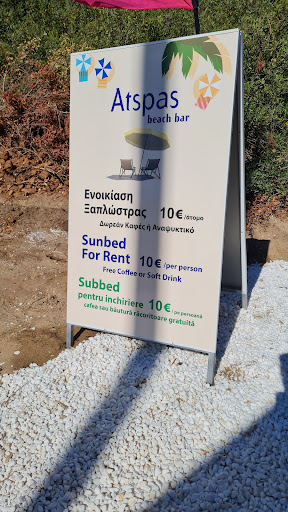 Atspas
beach bar
Ενοικίαση
Ξαπλώστρας 10€ /άτομο
Δωρεάν Καφές ή Αναψυκτικό
Sunbed
For Rent 10€ /per person
Free Coffee or Soft Drink
Subbed
pentru inchiriere 10€ / pe persoană
cafea sau băutură răcoritoare gratuită